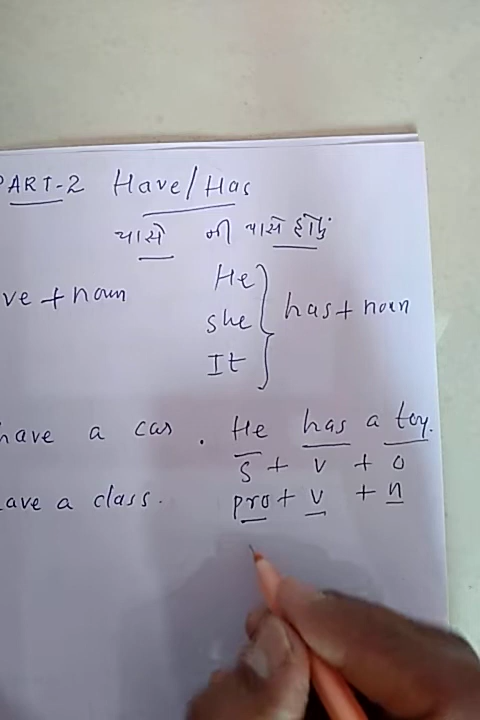 PART-2 Have/Has
પાસે ની પાસે હોવું
ve + noun
He
she
It
has + noun
have a car . He has a toy.
S + v + o
have a class. pro + v + n